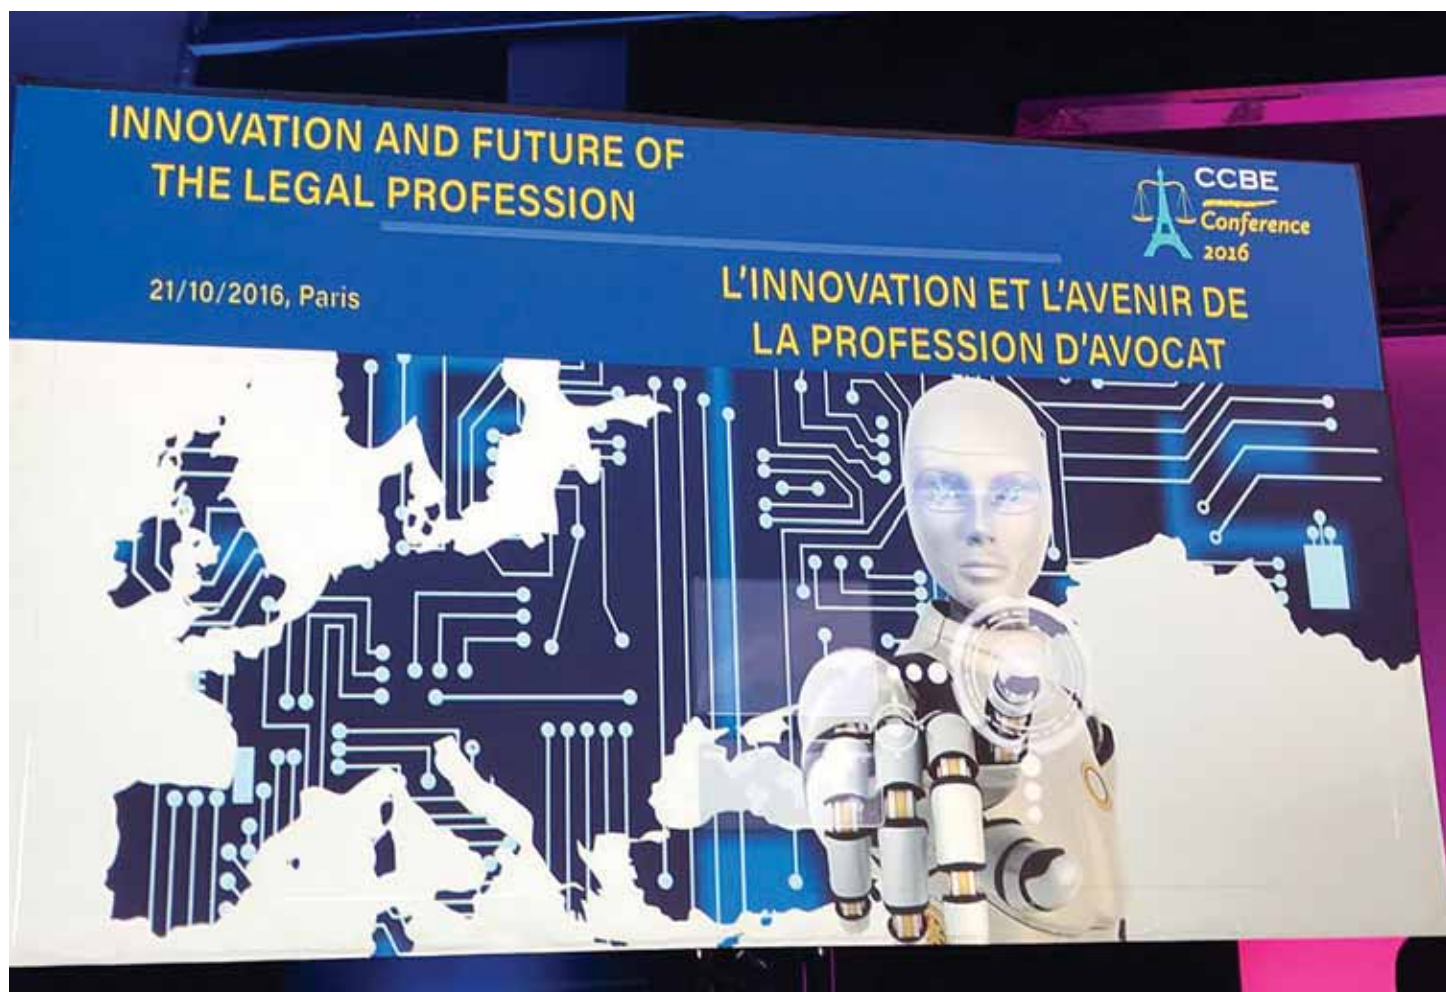 INNOVATION AND FUTURE OF
THE LEGAL PROFESSION
CCBE
Conference
2016
21/10/2016, Paris
L'INNOVATION ET L'AVENIR DE
LA PROFESSION D'AVOCAT